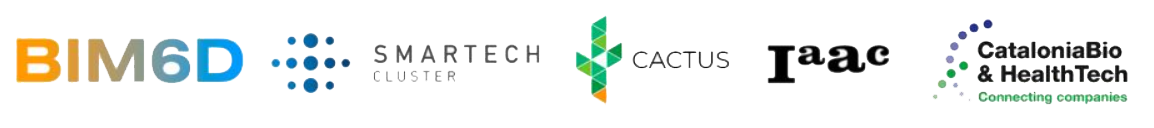 BIM6D
SMARTECH
CLUSTER
CACTUS
Iaac
CataloniaBio
& HealthTech
Connecting companies